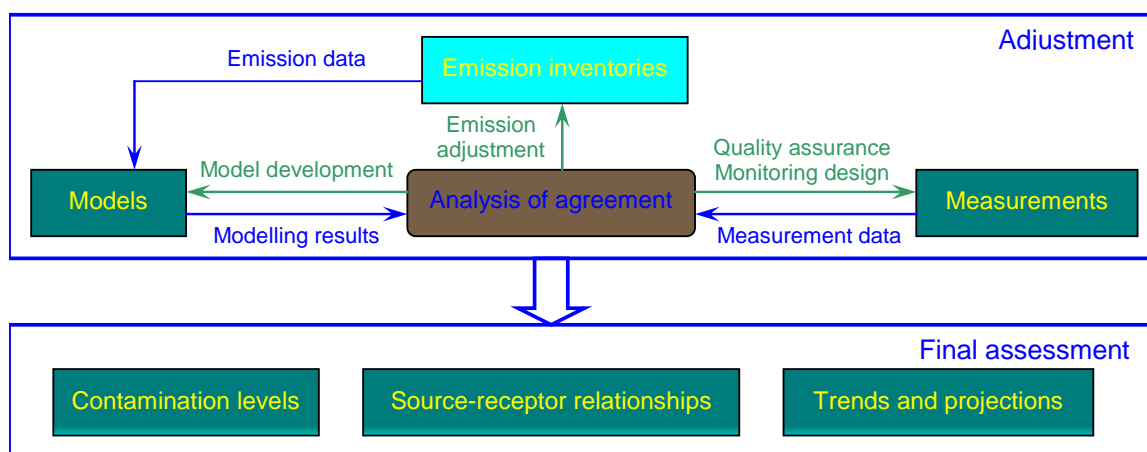 Adjustment
Emission data
Emission inventories
Emission
adjustment
Quality assurance
Monitoring design
Model development
Models
Analysis of agreement
Measurements
Modelling results
Measurement data
Final assessment
Contamination levels
Source-receptor relationships
Trends and projections